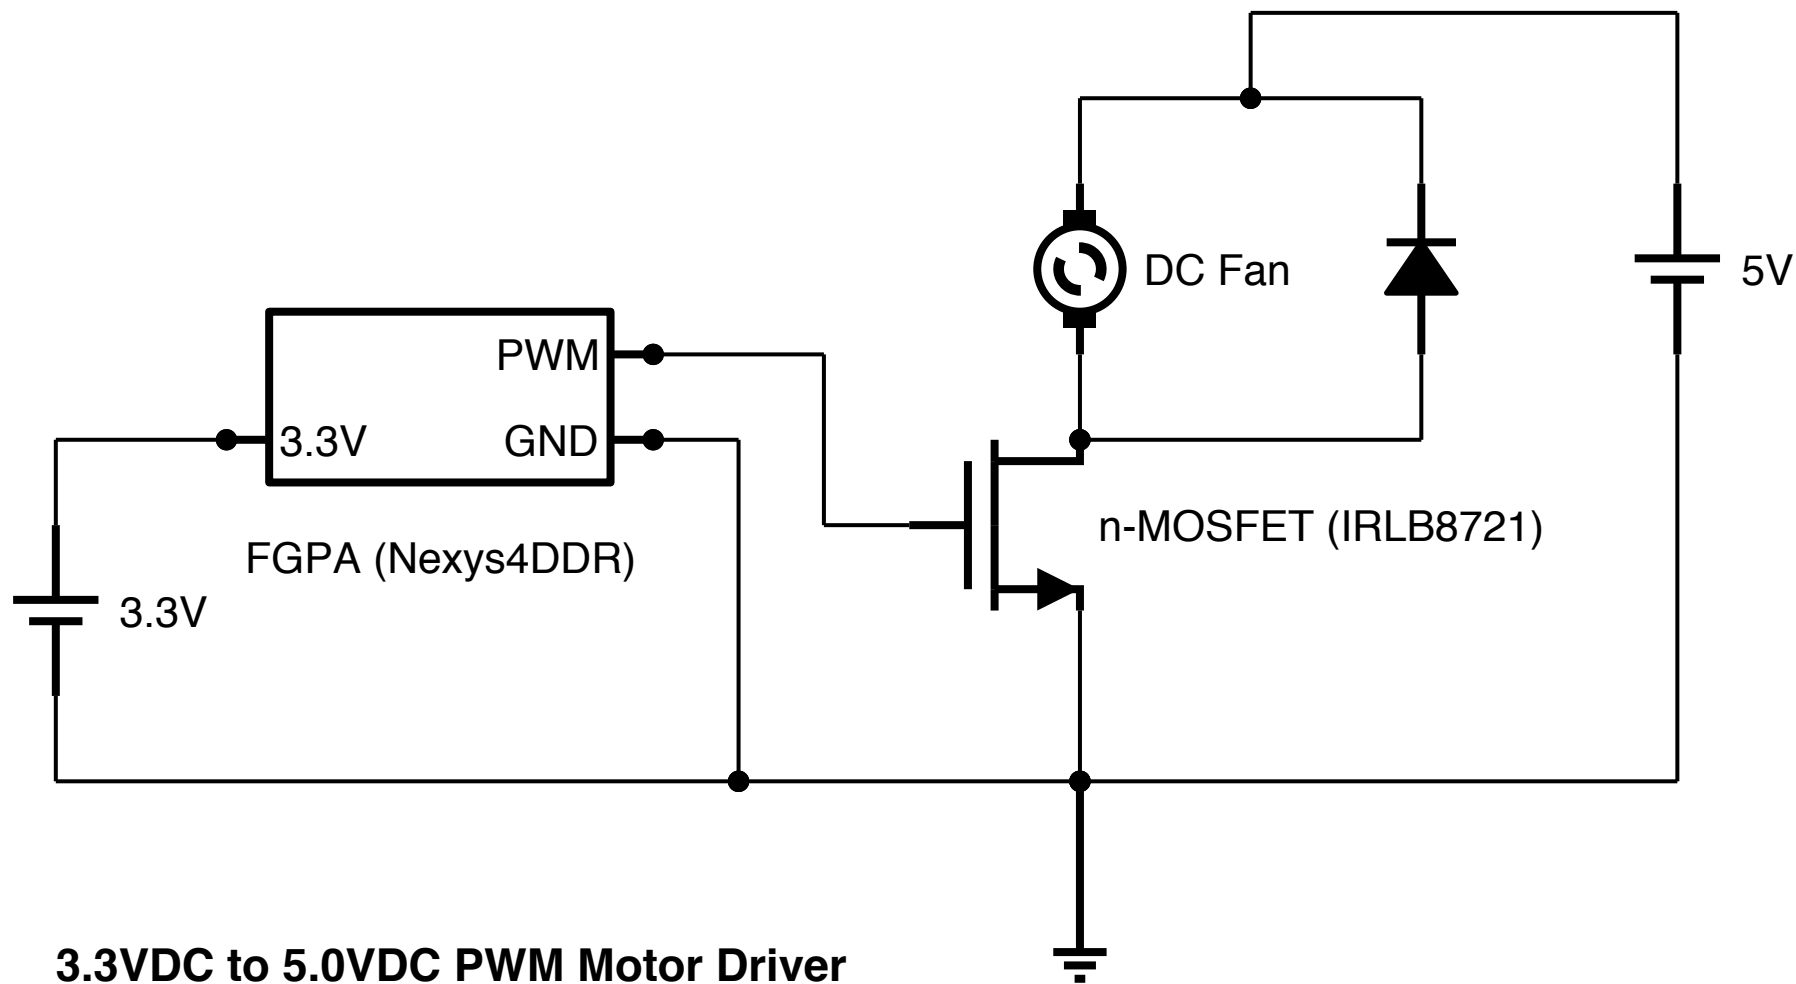 DC Fan
5V
PWM
3.3V
GND
n-MOSFET (IRLB8721)
FGPA (Nexys4DDR)
3.3V
3.3VDC to 5.0VDC PWM Motor Driver